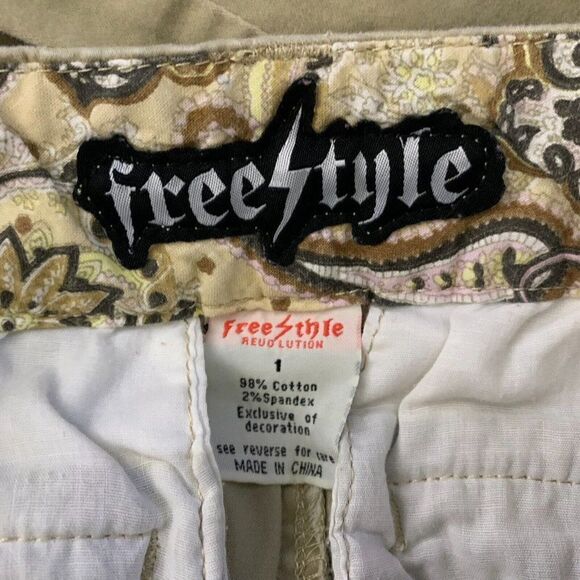 freestyle
Freestyle
REVOLUTION
1
98% Cotton
2%Spandex
Exclusive of
decoration
see reverse for care
MADE IN CHINA